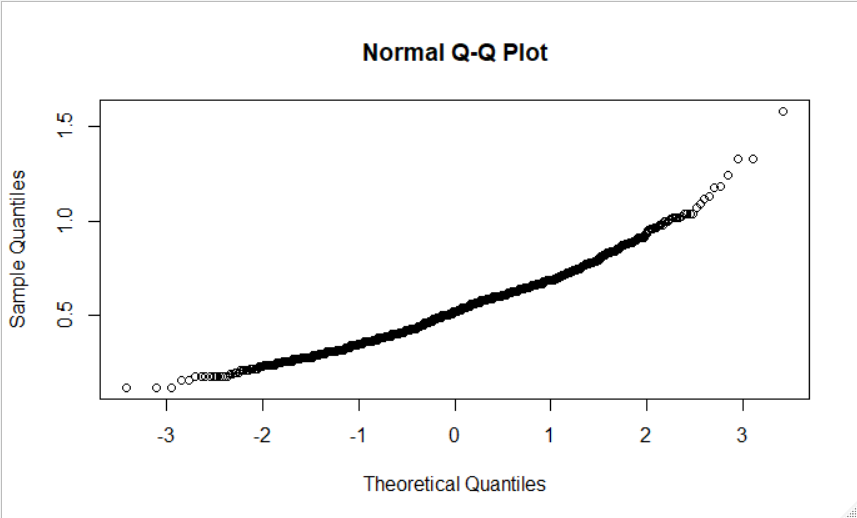 Normal Q-Q Plot
1.5
1.0
0.5
Sample Quantiles
-3 -2 -1 0 1 2 3
Theoretical Quantiles